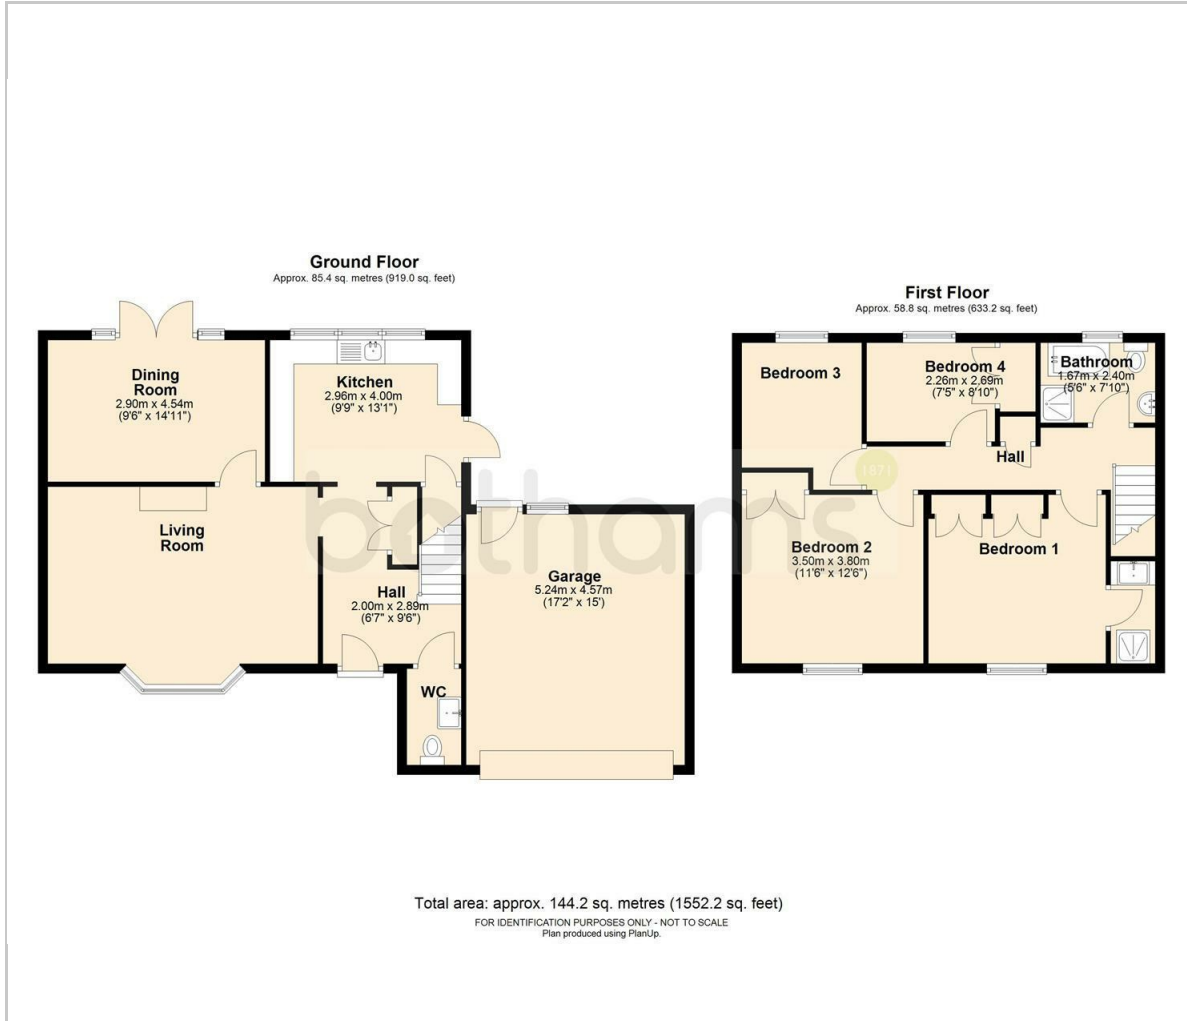 Ground Floor
Approx. 85.4 sq. metres (919.0 sq. feet)
Dining
Room
2.90m x 4.54m
(9'6" x 14'11")
Kitchen
2.96m x 4.00m
(9'9" x 13'1")
Living
Room
Hall
2.00m x 2.89m
(6'7" x 9'6")
WC
Garage
5.24m x 4.57m
(17'2" x 15')
First Floor
Approx. 58.8 sq. metres (633.2 sq. feet)
Bedroom 3
Bedroom 4
2.26m x 2.69m
(7'5" x 8'10")
Bathroom
1.67m x 2.40m
(5'6" x 7'10")
Hall
Bedroom 2
3.50m x 3.80m
(11'6" x 12'6")
Bedroom 1
bethams
1871
Total area: approx. 144.2 sq. metres (1552.2 sq. feet)
FOR IDENTIFICATION PURPOSES ONLY - NOT TO SCALE
Plan produced using PlanUp.